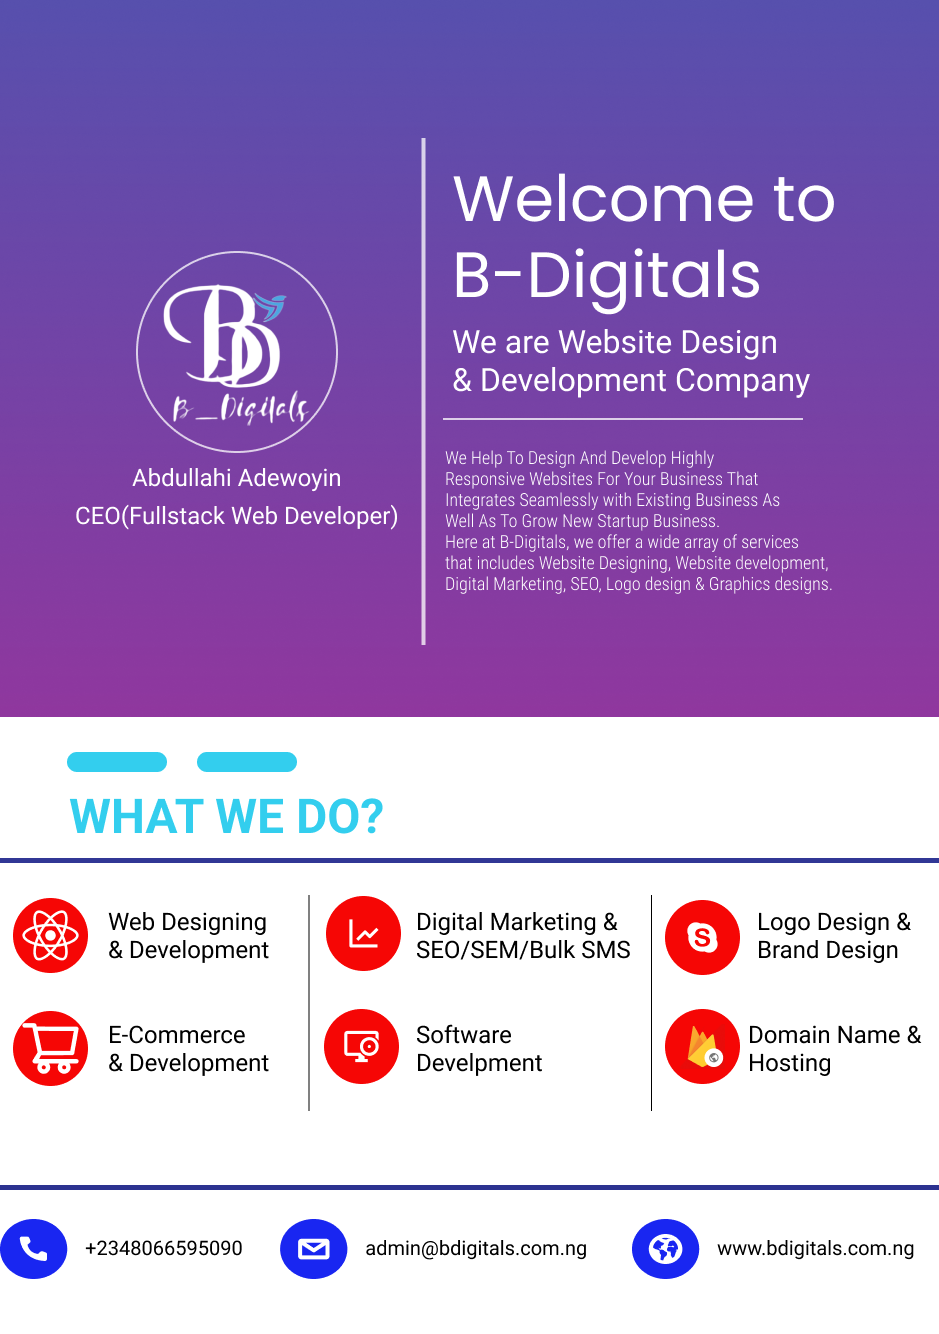 Welcome to
B-Digitals
We are Website Design
& Development Company
B_Digitals
Abdullahi Adewoyin
CEO(Fullstack Web Developer)
We Help To Design And Develop Highly
Responsive Websites For Your Business That
Integrates Seamlessly with Existing Business As
Well As To Grow New Startup Business.
Here at B-Digitals, we offer a wide array of services
that includes Website Designing, Website development,
Digital Marketing, SEO, Logo design & Graphics designs.
WHAT WE DO?
Web Designing
& Development
Digital Marketing &
SEO/SEM/Bulk SMS
Logo Design &
Brand Design
E-Commerce
& Development
Software
Develpment
Domain Name &
Hosting
+2348066595090
admin@bdigitals.com.ng
www.bdigitals.com.ng